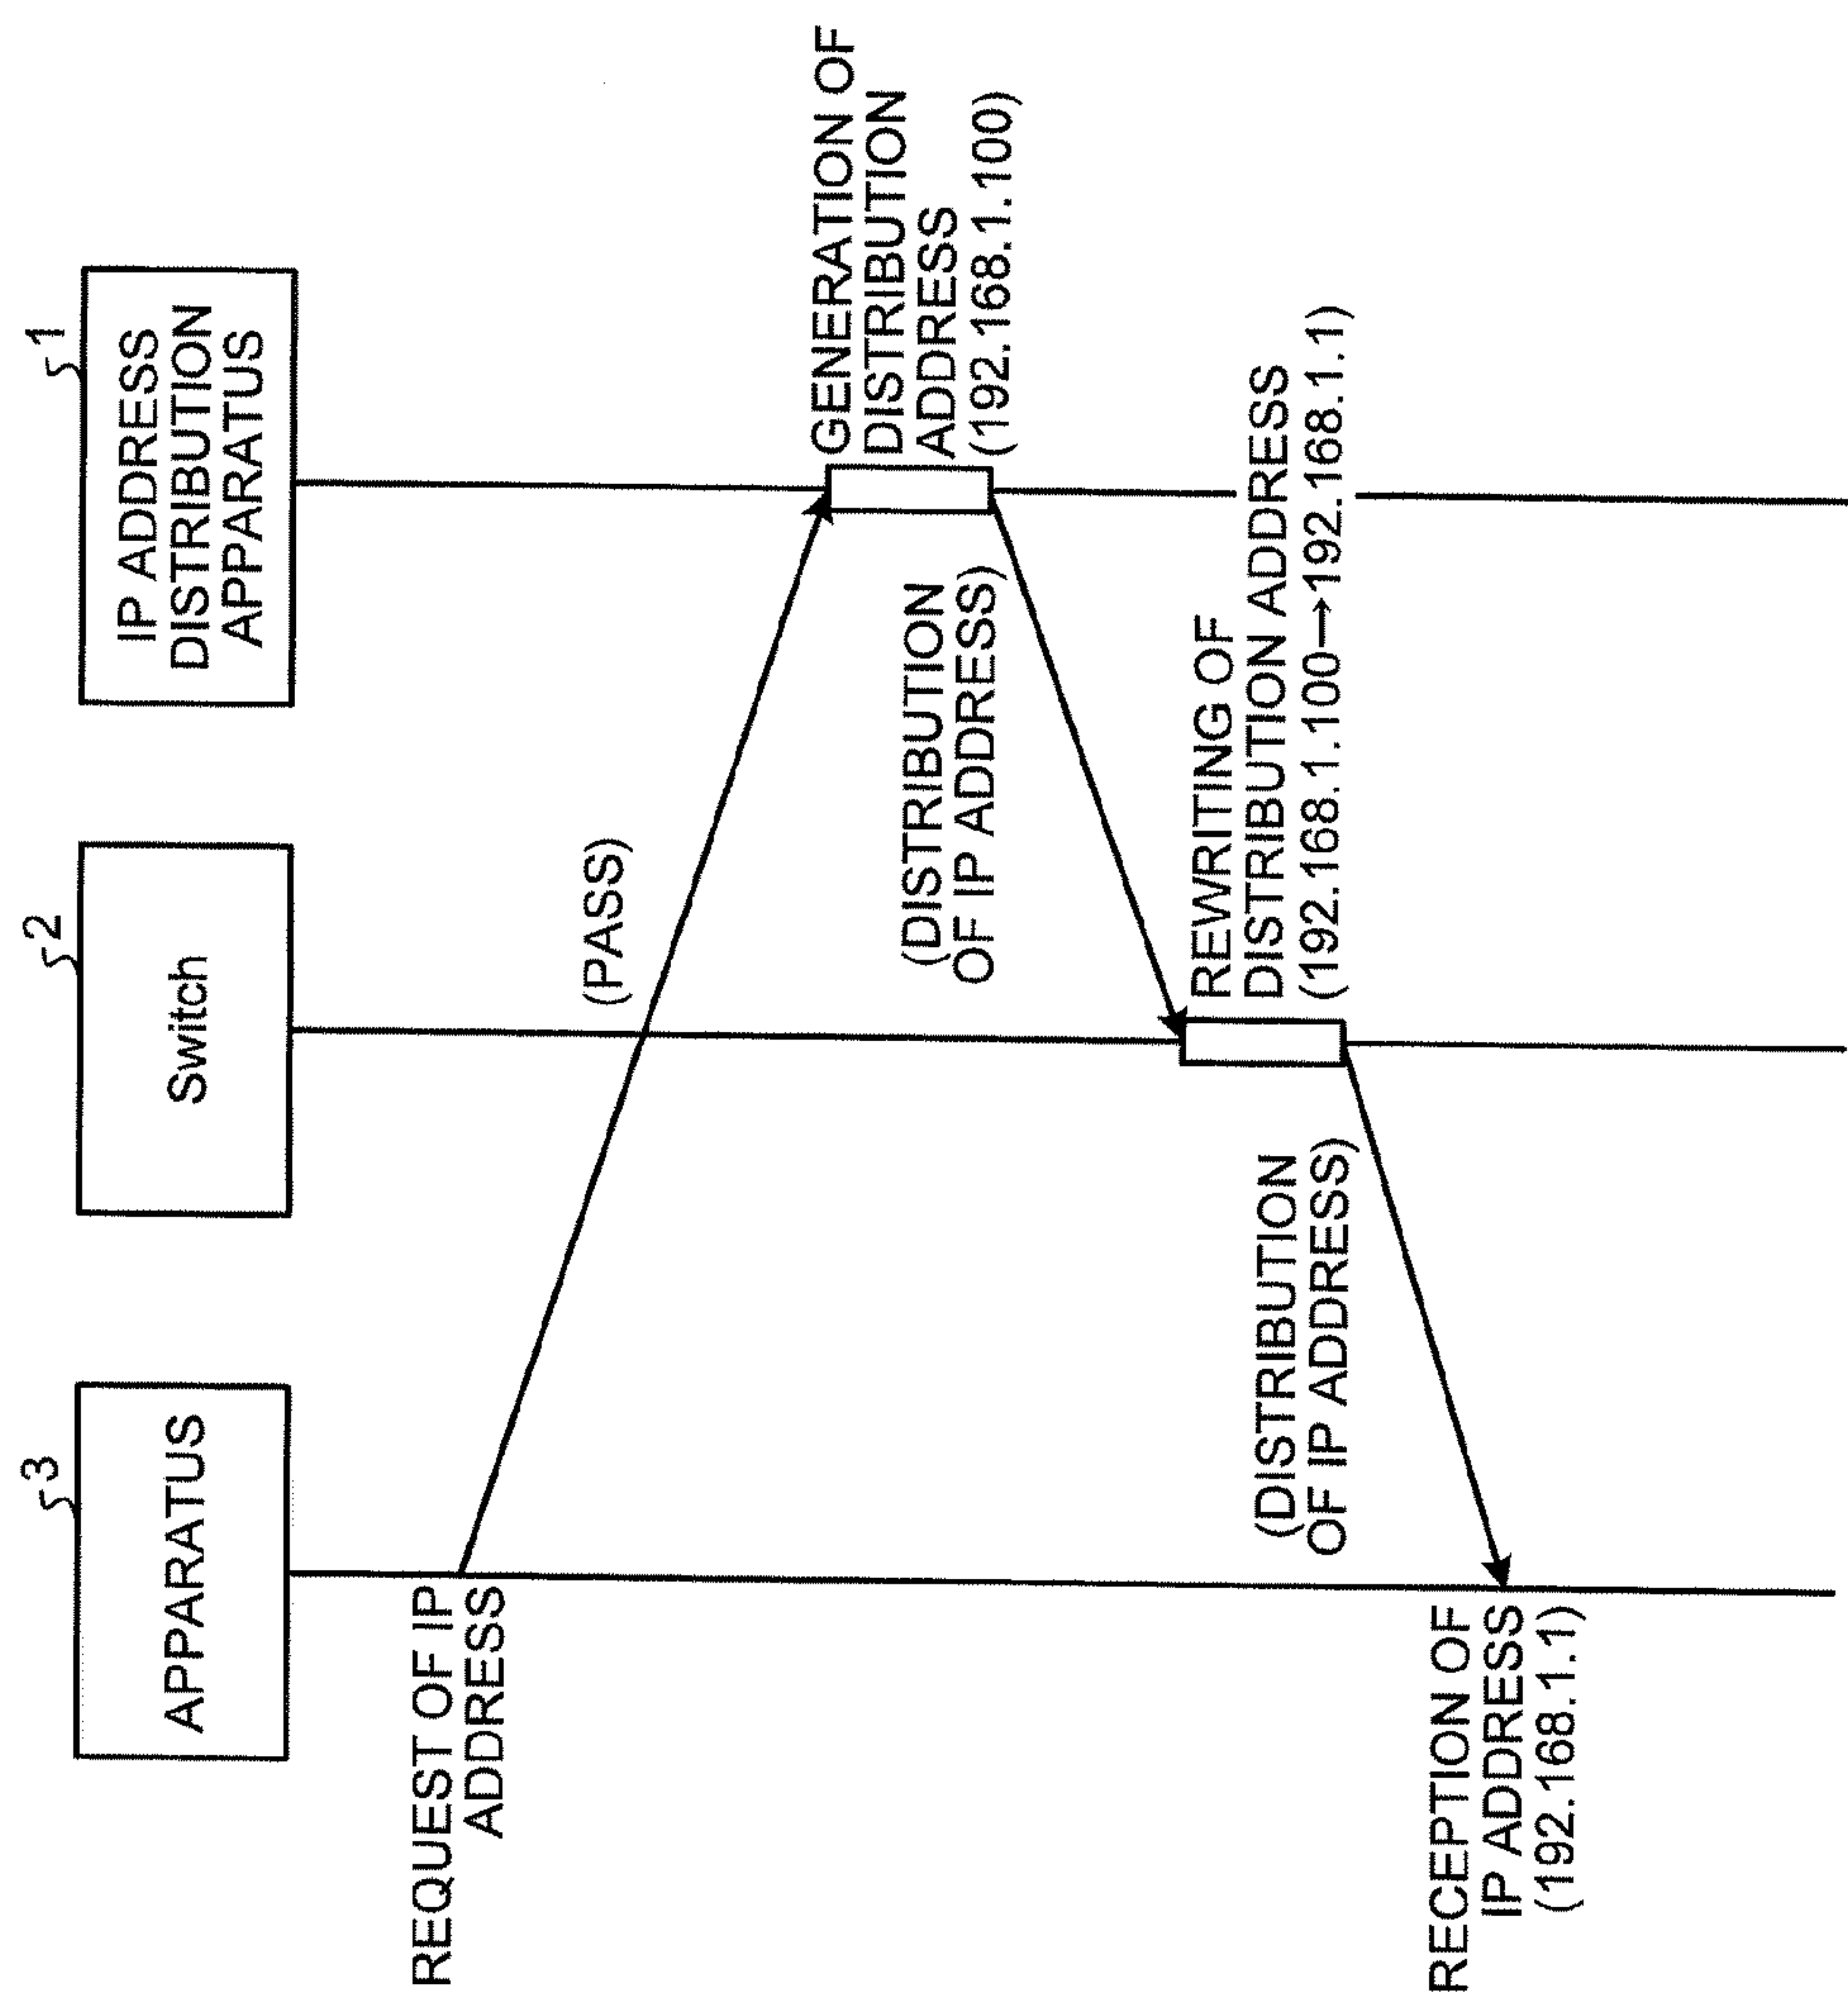 3
APPARATUS
2
Switch
1
IP ADDRESS
DISTRIBUTION
APPARATUS
REQUEST OF IP
ADDRESS
(PASS)
GENERATION OF
DISTRIBUTION
ADDRESS
(192.168.1.100)
(DISTRIBUTION
OF IP ADDRESS)
REWRITING OF
DISTRIBUTION ADDRESS
(192.168.1.100→192.168.1.1)
(DISTRIBUTION
OF IP ADDRESS)
RECEPTION OF
IP ADDRESS
(192.168.1.1)